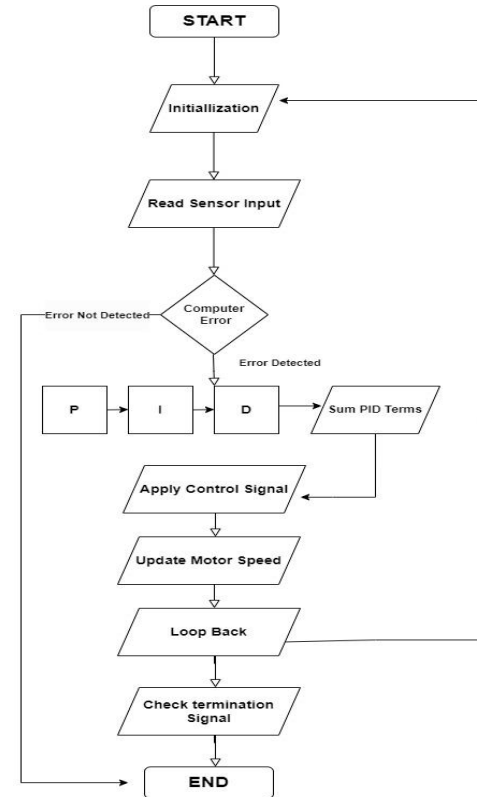 START
Initiallization
Read Sensor Input
Computer
Error
Error Not Detected
Error Detected
P
I
D
Sum PID Terms
Apply Control Signal
Update Motor Speed
Loop Back
Check termination
Signal
END